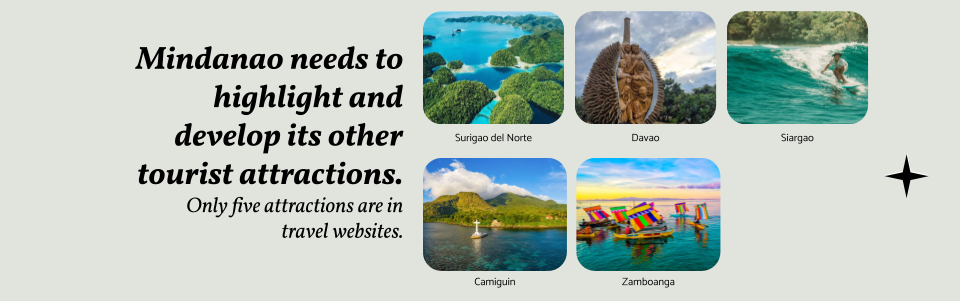 Mindanao needs to
highlight and
develop its other
tourist attractions.
Only five attractions are in
travel websites.
Surigao del Norte
Davao
Siargao
Camiguin
Zamboanga